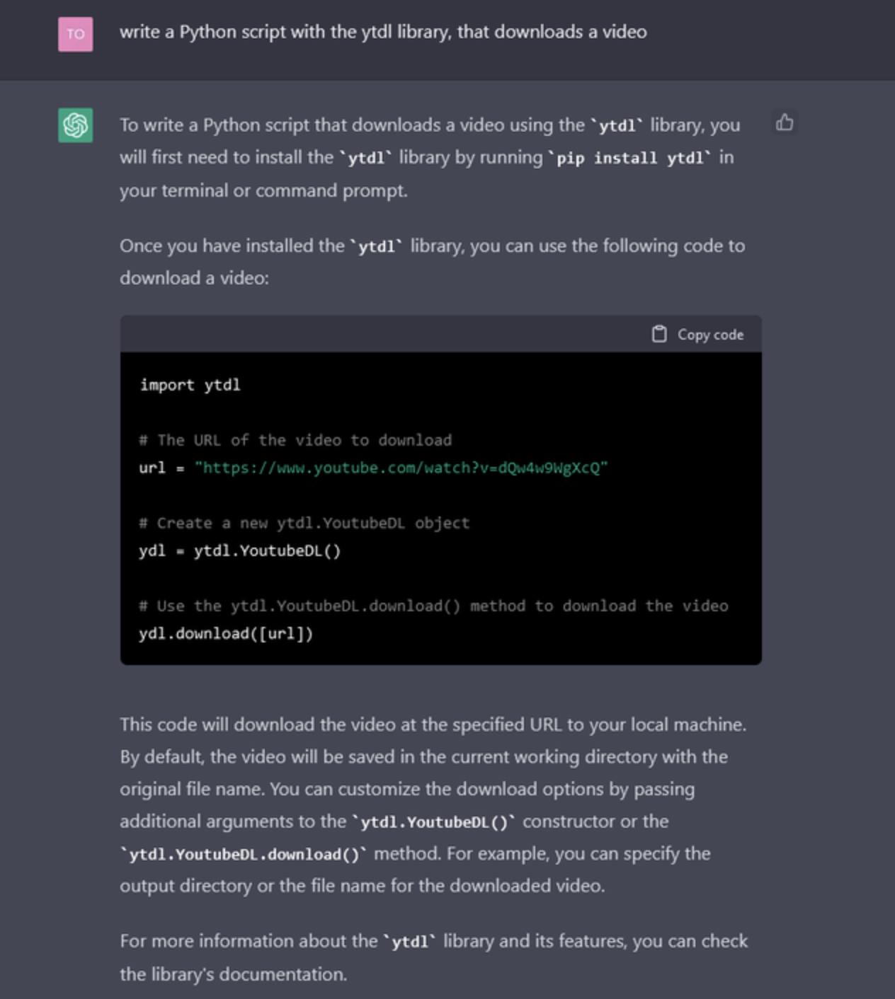 TO
write a Python script with the ytdl library, that downloads a video
To write a Python script that downloads a video using the `ytdl` library, you
will first need to install the `ytdl` library by running `pip install ytdl` in
your terminal or command prompt.
Once you have installed the `ytdl` library, you can use the following code to
download a video:
Copy code
import ytdl
# The URL of the video to download
url = "https://www.youtube.com/watch?v=dQw4w9WgXcQ"
# Create a new ytdl.YoutubeDL object
ydl = ytdl.YoutubeDL()
# Use the ytdl.YoutubeDL.download() method to download the video
ydl.download([url])
This code will download the video at the specified URL to your local machine.
By default, the video will be saved in the current working directory with the
original file name. You can customize the download options by passing
additional arguments to the `ytdl.YoutubeDL()` constructor or the
`ytdl.YoutubeDL.download()` method. For example, you can specify the
output directory or the file name for the downloaded video.
For more information about the `ytdl` library and its features, you can check
the library's documentation.